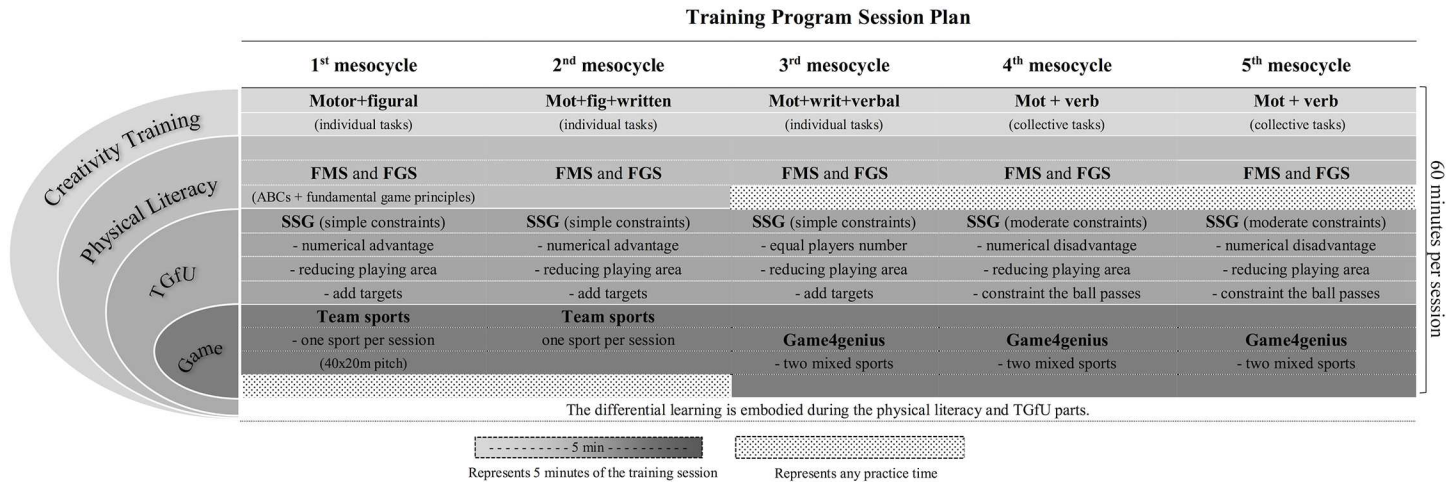 Training Program Session Plan
1st mesocycle 2nd mesocycle 3rd mesocycle 4th mesocycle 5th mesocycle
Creativity Training
Motor+figural Mot+fig+written Mot+writ+verbal Mot + verb Mot + verb
(individual tasks) (individual tasks) (individual tasks) (collective tasks) (collective tasks)
Physical Literacy
FMS and FGS FMS and FGS FMS and FGS FMS and FGS FMS and FGS
(ABCs + fundamental game principles)
TGfU
SSG (simple constraints) SSG (simple constraints) SSG (simple constraints) SSG (moderate constraints) SSG (moderate constraints)
- numerical advantage - numerical advantage - equal players number - numerical disadvantage - numerical disadvantage
- reducing playing area - reducing playing area - reducing playing area - reducing playing area - reducing playing area
- add targets - add targets - add targets - constraint the ball passes - constraint the ball passes
Game
Team sports Team sports
- one sport per session one sport per session Game4genius Game4genius Game4genius
(40x20m pitch) - two mixed sports - two mixed sports - two mixed sports
60 minutes per session
The differential learning is embodied during the physical literacy and TGfU parts.
5 min
Represents 5 minutes of the training session Represents any practice time